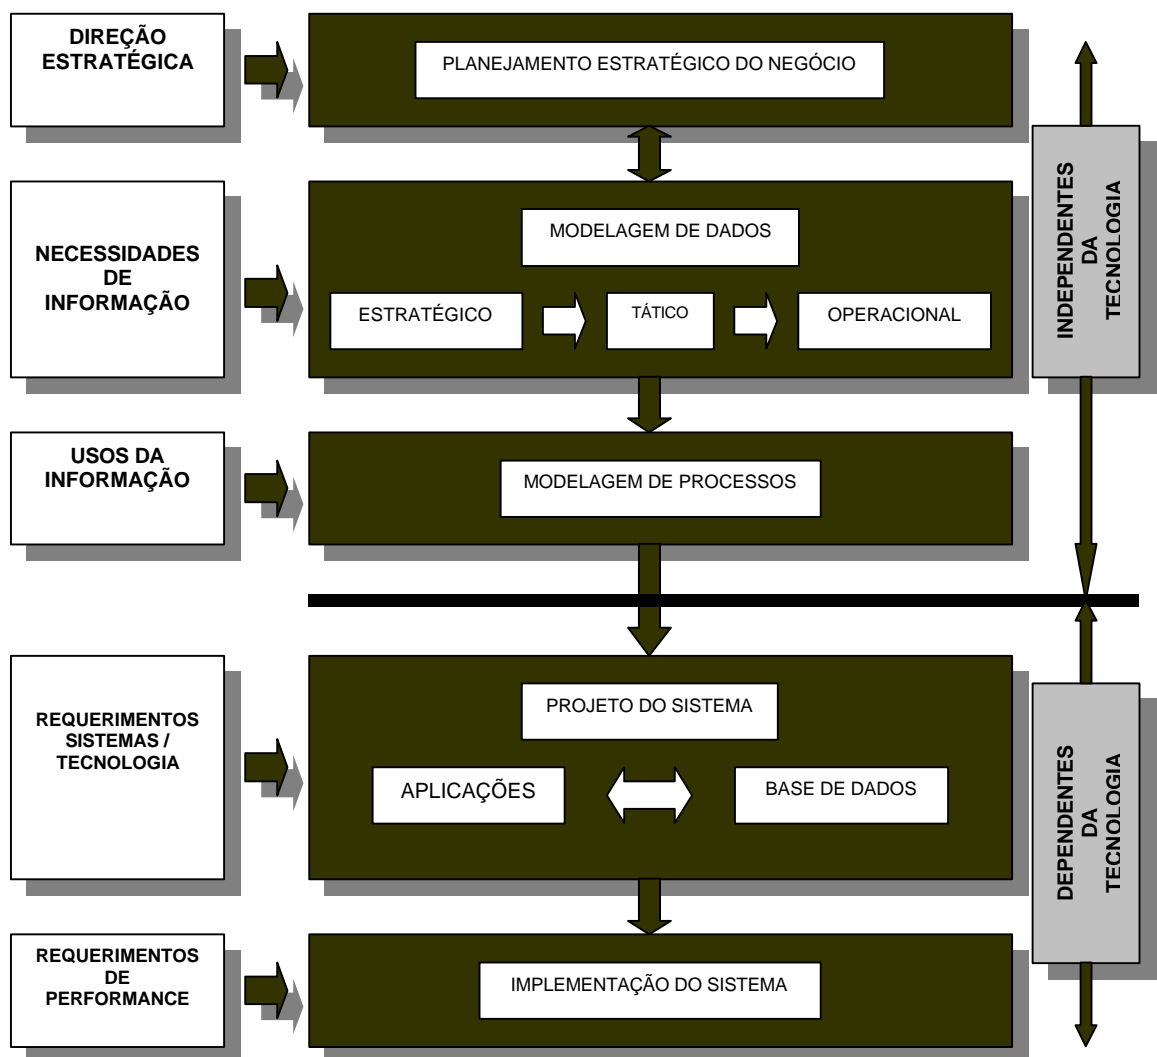 DIREÇÃO
ESTRATÉGICA
PLANEJAMENTO ESTRATÉGICO DO NEGÓCIO
NECESSIDADES
DE
INFORMAÇÃO
MODELAGEM DE DADOS
ESTRATÉGICO
TÁTICO
OPERACIONAL
INDEPENDENTES
DA
TECNOLOGIA
USOS DA
INFORMAÇÃO
MODELAGEM DE PROCESSOS
REQUERIMENTOS
SISTEMAS /
TECNOLOGIA
PROJETO DO SISTEMA
APLICAÇÕES
BASE DE DADOS
DEPENDENTES
DA
TECNOLOGIA
REQUERIMENTOS
DE
PERFORMANCE
IMPLEMENTAÇÃO DO SISTEMA